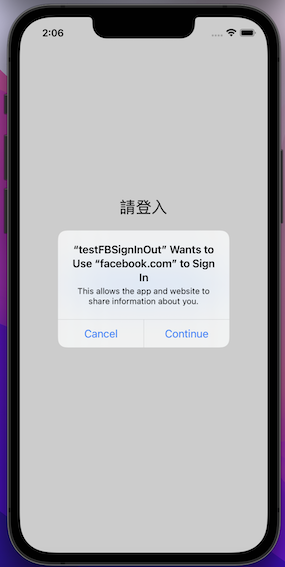 2:06
請登入
“testFBSignInOut” Wants to
Use “facebook.com” to Sign
In
This allows the app and website to
share information about you.
Cancel
Continue